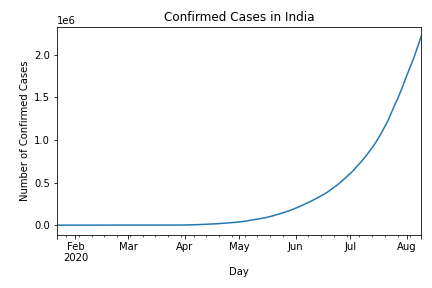 Confirmed Cases in India
1e6
2.0
1.5
1.0
0.5
0.0
Number of Confirmed Cases
Feb Mar Apr May Jun Jul Aug
2020
Day